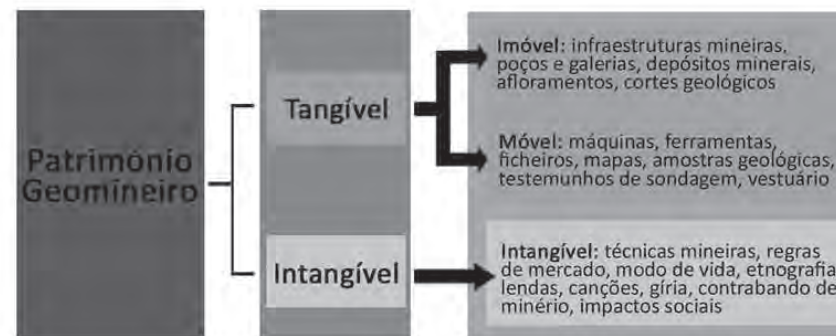 Património
Geomíneiro
Tangível
Imóvel: infraestruturas mineiras,
poços e galerias, depósitos minerais,
afloramentos, cortes geológicos
Móvel: máquinas, ferramentas,
ficheiros, mapas, amostras geológicas,
testemunhos de sondagem, vestuário
Intangível
Intangível: técnicas mineiras, regras
de mercado, modo de vida, etnografia,
lendas, canções, gíria, contrabando de
minério, impactos sociais